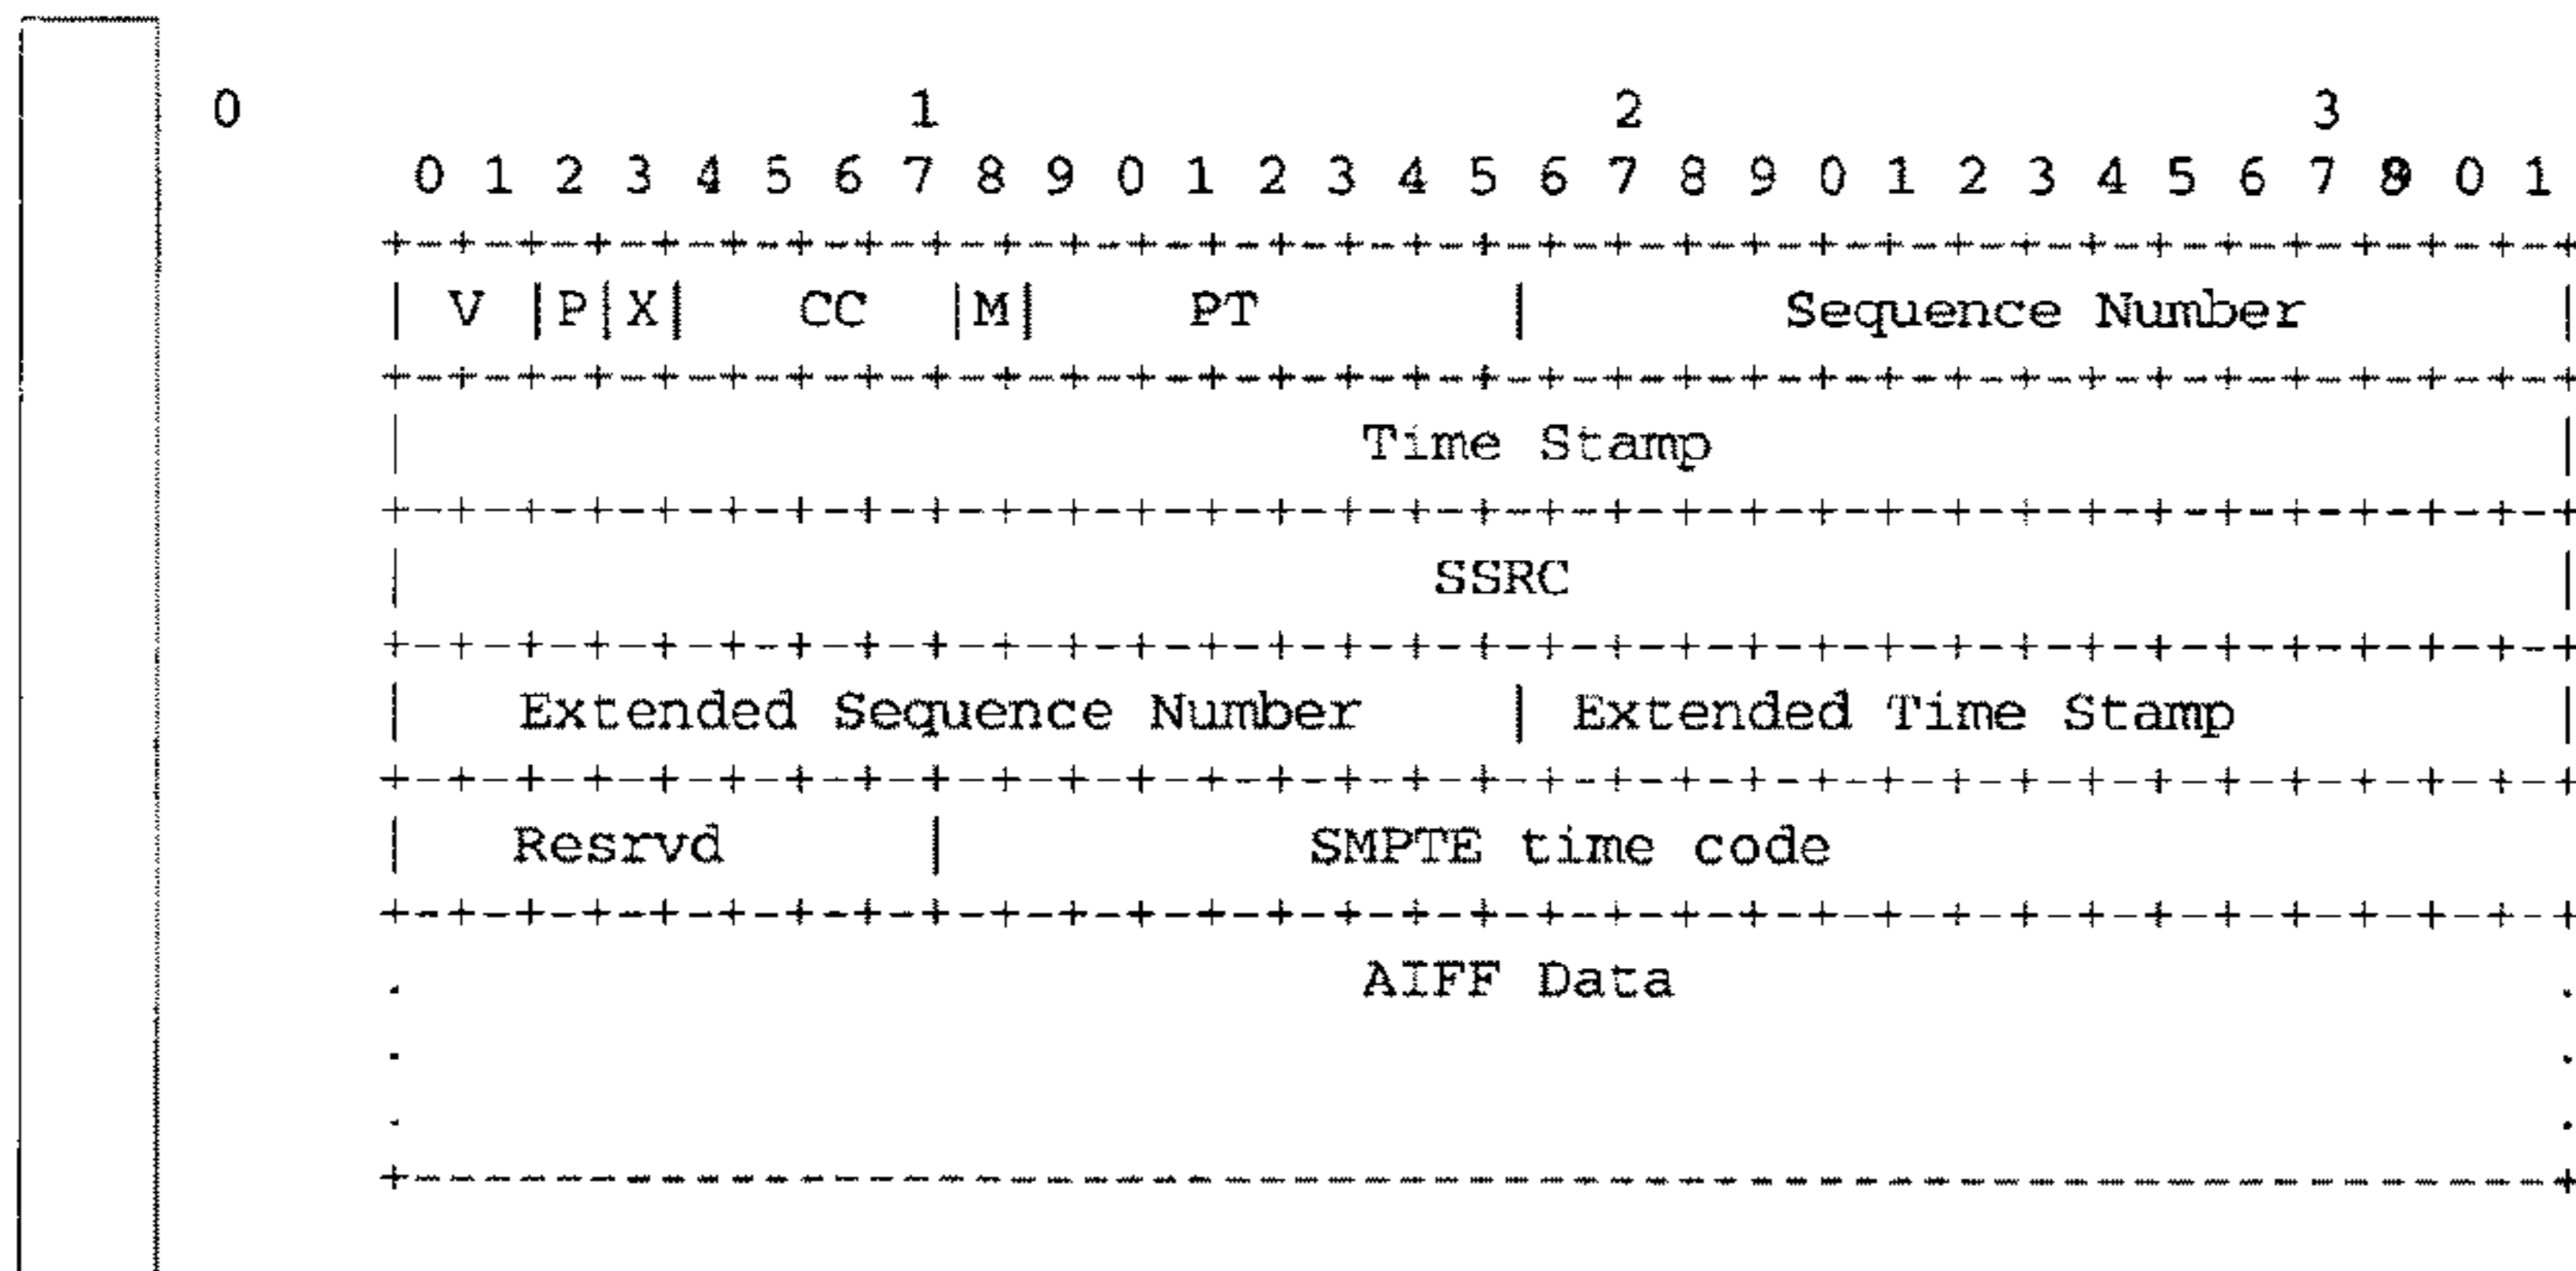 0 1 2 3
0 1 2 3 4 5 6 7 8 9 0 1 2 3 4 5 6 7 8 9 0 1 2 3 4 5 6 7 8 9 0 1
+-+-+-+-+-+-+-+-+-+-+-+-+-+-+-+-+-+-+-+-+-+-+-+-+-+-+-+-+-+-+-+-+
| V |P|X| CC |M| PT | Sequence Number |
+-+-+-+-+-+-+-+-+-+-+-+-+-+-+-+-+-+-+-+-+-+-+-+-+-+-+-+-+-+-+-+-+
| Time Stamp |
+-+-+-+-+-+-+-+-+-+-+-+-+-+-+-+-+-+-+-+-+-+-+-+-+-+-+-+-+-+-+-+-+
| SSRC |
+-+-+-+-+-+-+-+-+-+-+-+-+-+-+-+-+-+-+-+-+-+-+-+-+-+-+-+-+-+-+-+-+
| Extended Sequence Number | Extended Time Stamp |
+-+-+-+-+-+-+-+-+-+-+-+-+-+-+-+-+-+-+-+-+-+-+-+-+-+-+-+-+-+-+-+-+
| Resrvd | SMPTE time code
+-+-+-+-+-+-+-+-+-+-+-+-+-+-+-+-+-+-+-+-+-+-+-+-+-+-+-+-+-+-+-+-+
. AIFF Data .
. .
. .
+---------------------------------------------------------------+